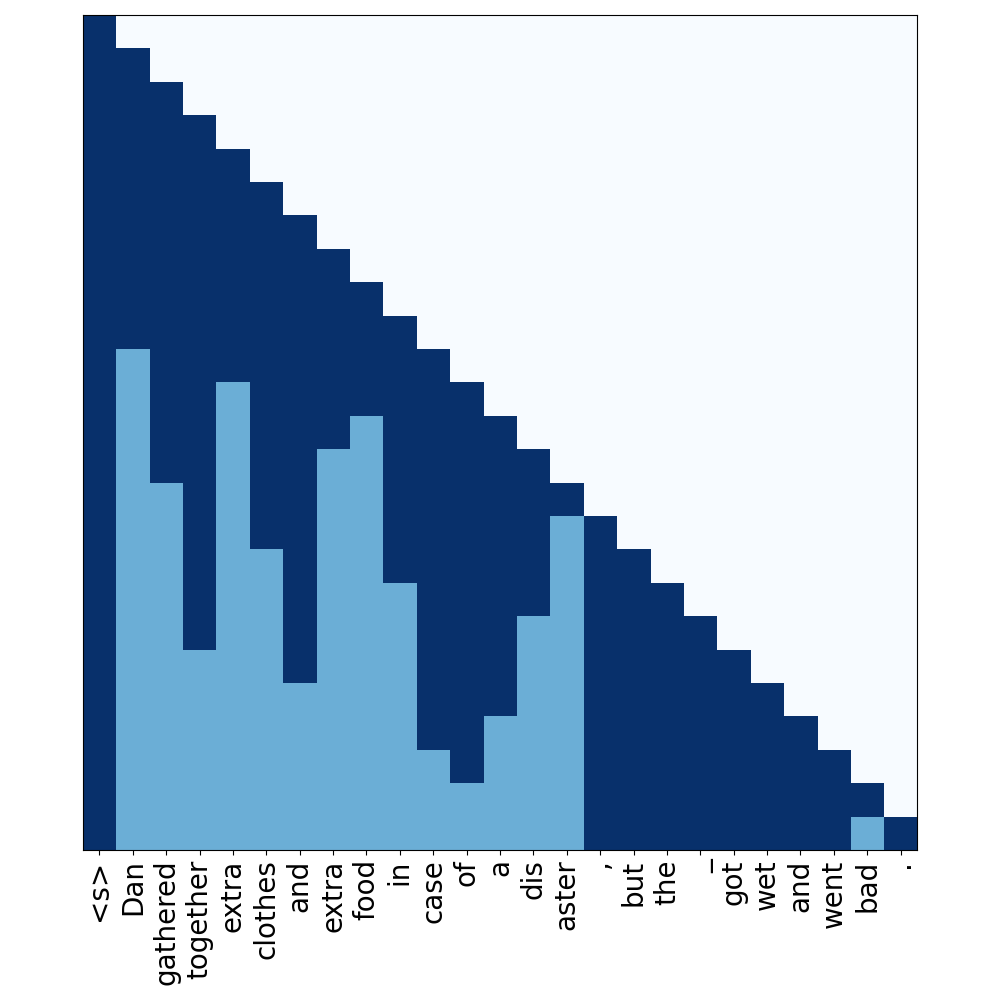 <s>
Dan
gathered
together
extra
clothes
and
extra
food
in
case
of
a
dis
aster
,
but
the
_
got
wet
and
went
bad
.